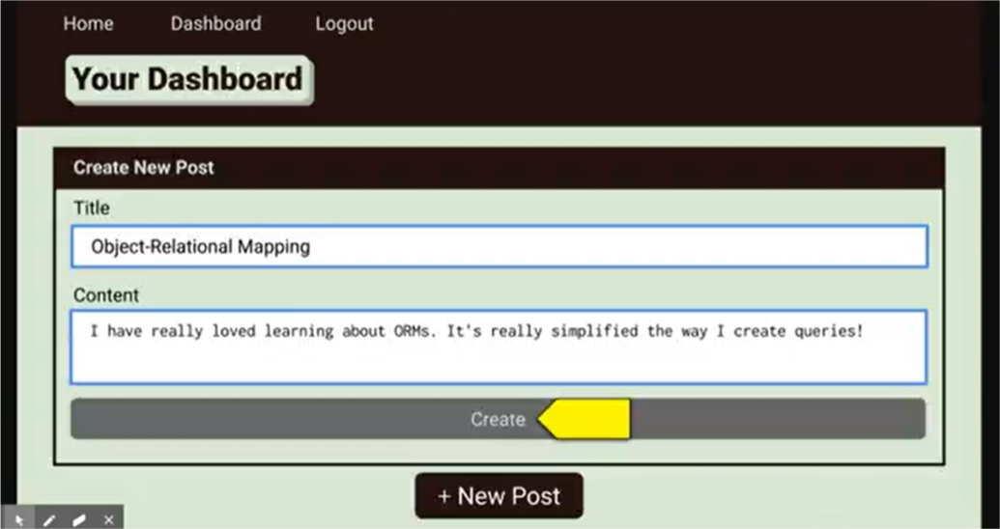 Home Dashboard Logout
Your Dashboard
Create New Post
Title
Object-Relational Mapping
Content
I have really loved learning about ORMs. It's really simplified the way I create queries!
Create
+ New Post